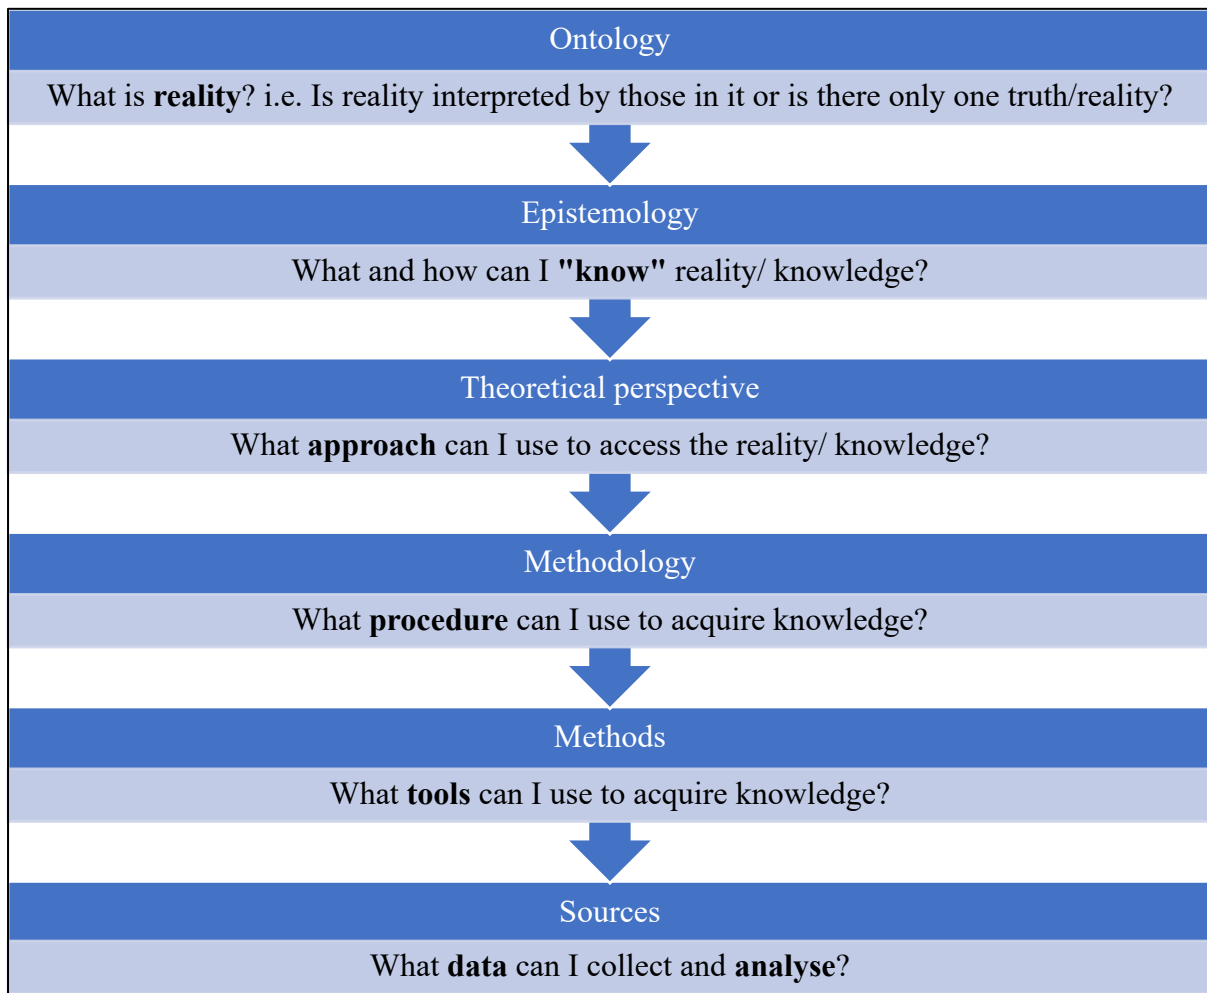 Ontology
What is reality? i.e. Is reality interpreted by those in it or is there only one truth/reality?
Epistemology
What and how can I "know" reality/ knowledge?
Theoretical perspective
What approach can I use to access the reality/ knowledge?
Methodology
What procedure can I use to acquire knowledge?
Methods
What tools can I use to acquire knowledge?
Sources
What data can I collect and analyse?